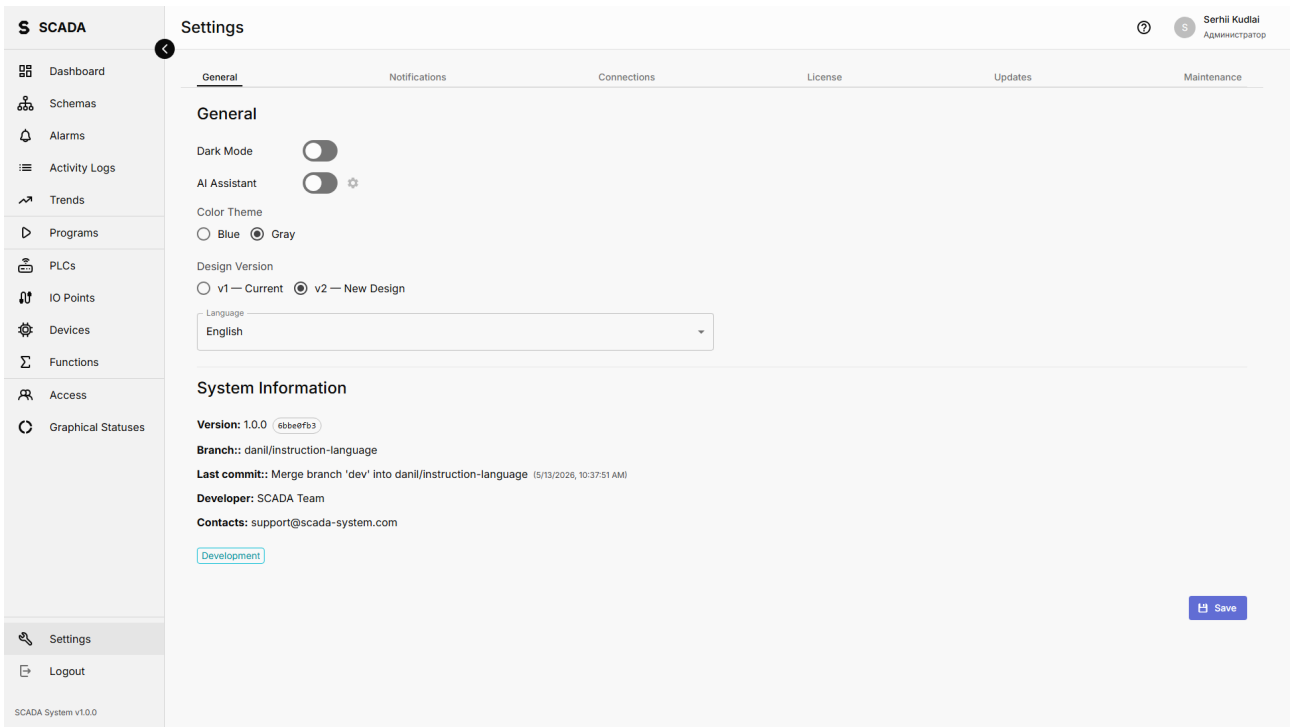 S SCADA
Settings
Serhii Kudlai
S
Администратор
Dashboard
Schemas
Alarms
Activity Logs
Trends
Programs
PLCs
IO Points
Devices
Functions
Access
Graphical Statuses
Settings
Logout
SCADA System v1.0.0
General Notifications Connections License Updates Maintenance
General
Dark Mode
AI Assistant
Color Theme
Blue Gray
Design Version
v1 — Current v2 — New Design
Language
English
System Information
Version: 1.0.0 6bbe0fb3
Branch:: danil/instruction-language
Last commit:: Merge branch 'dev' into danil/instruction-language (5/13/2026, 10:37:51 AM)
Developer: SCADA Team
Contacts: support@scada-system.com
Development
Save